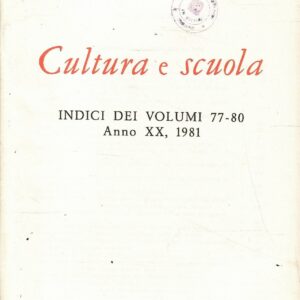 Cultura e scuola
INDICI DEI VOLUMI 77-80
Anno XX, 1981